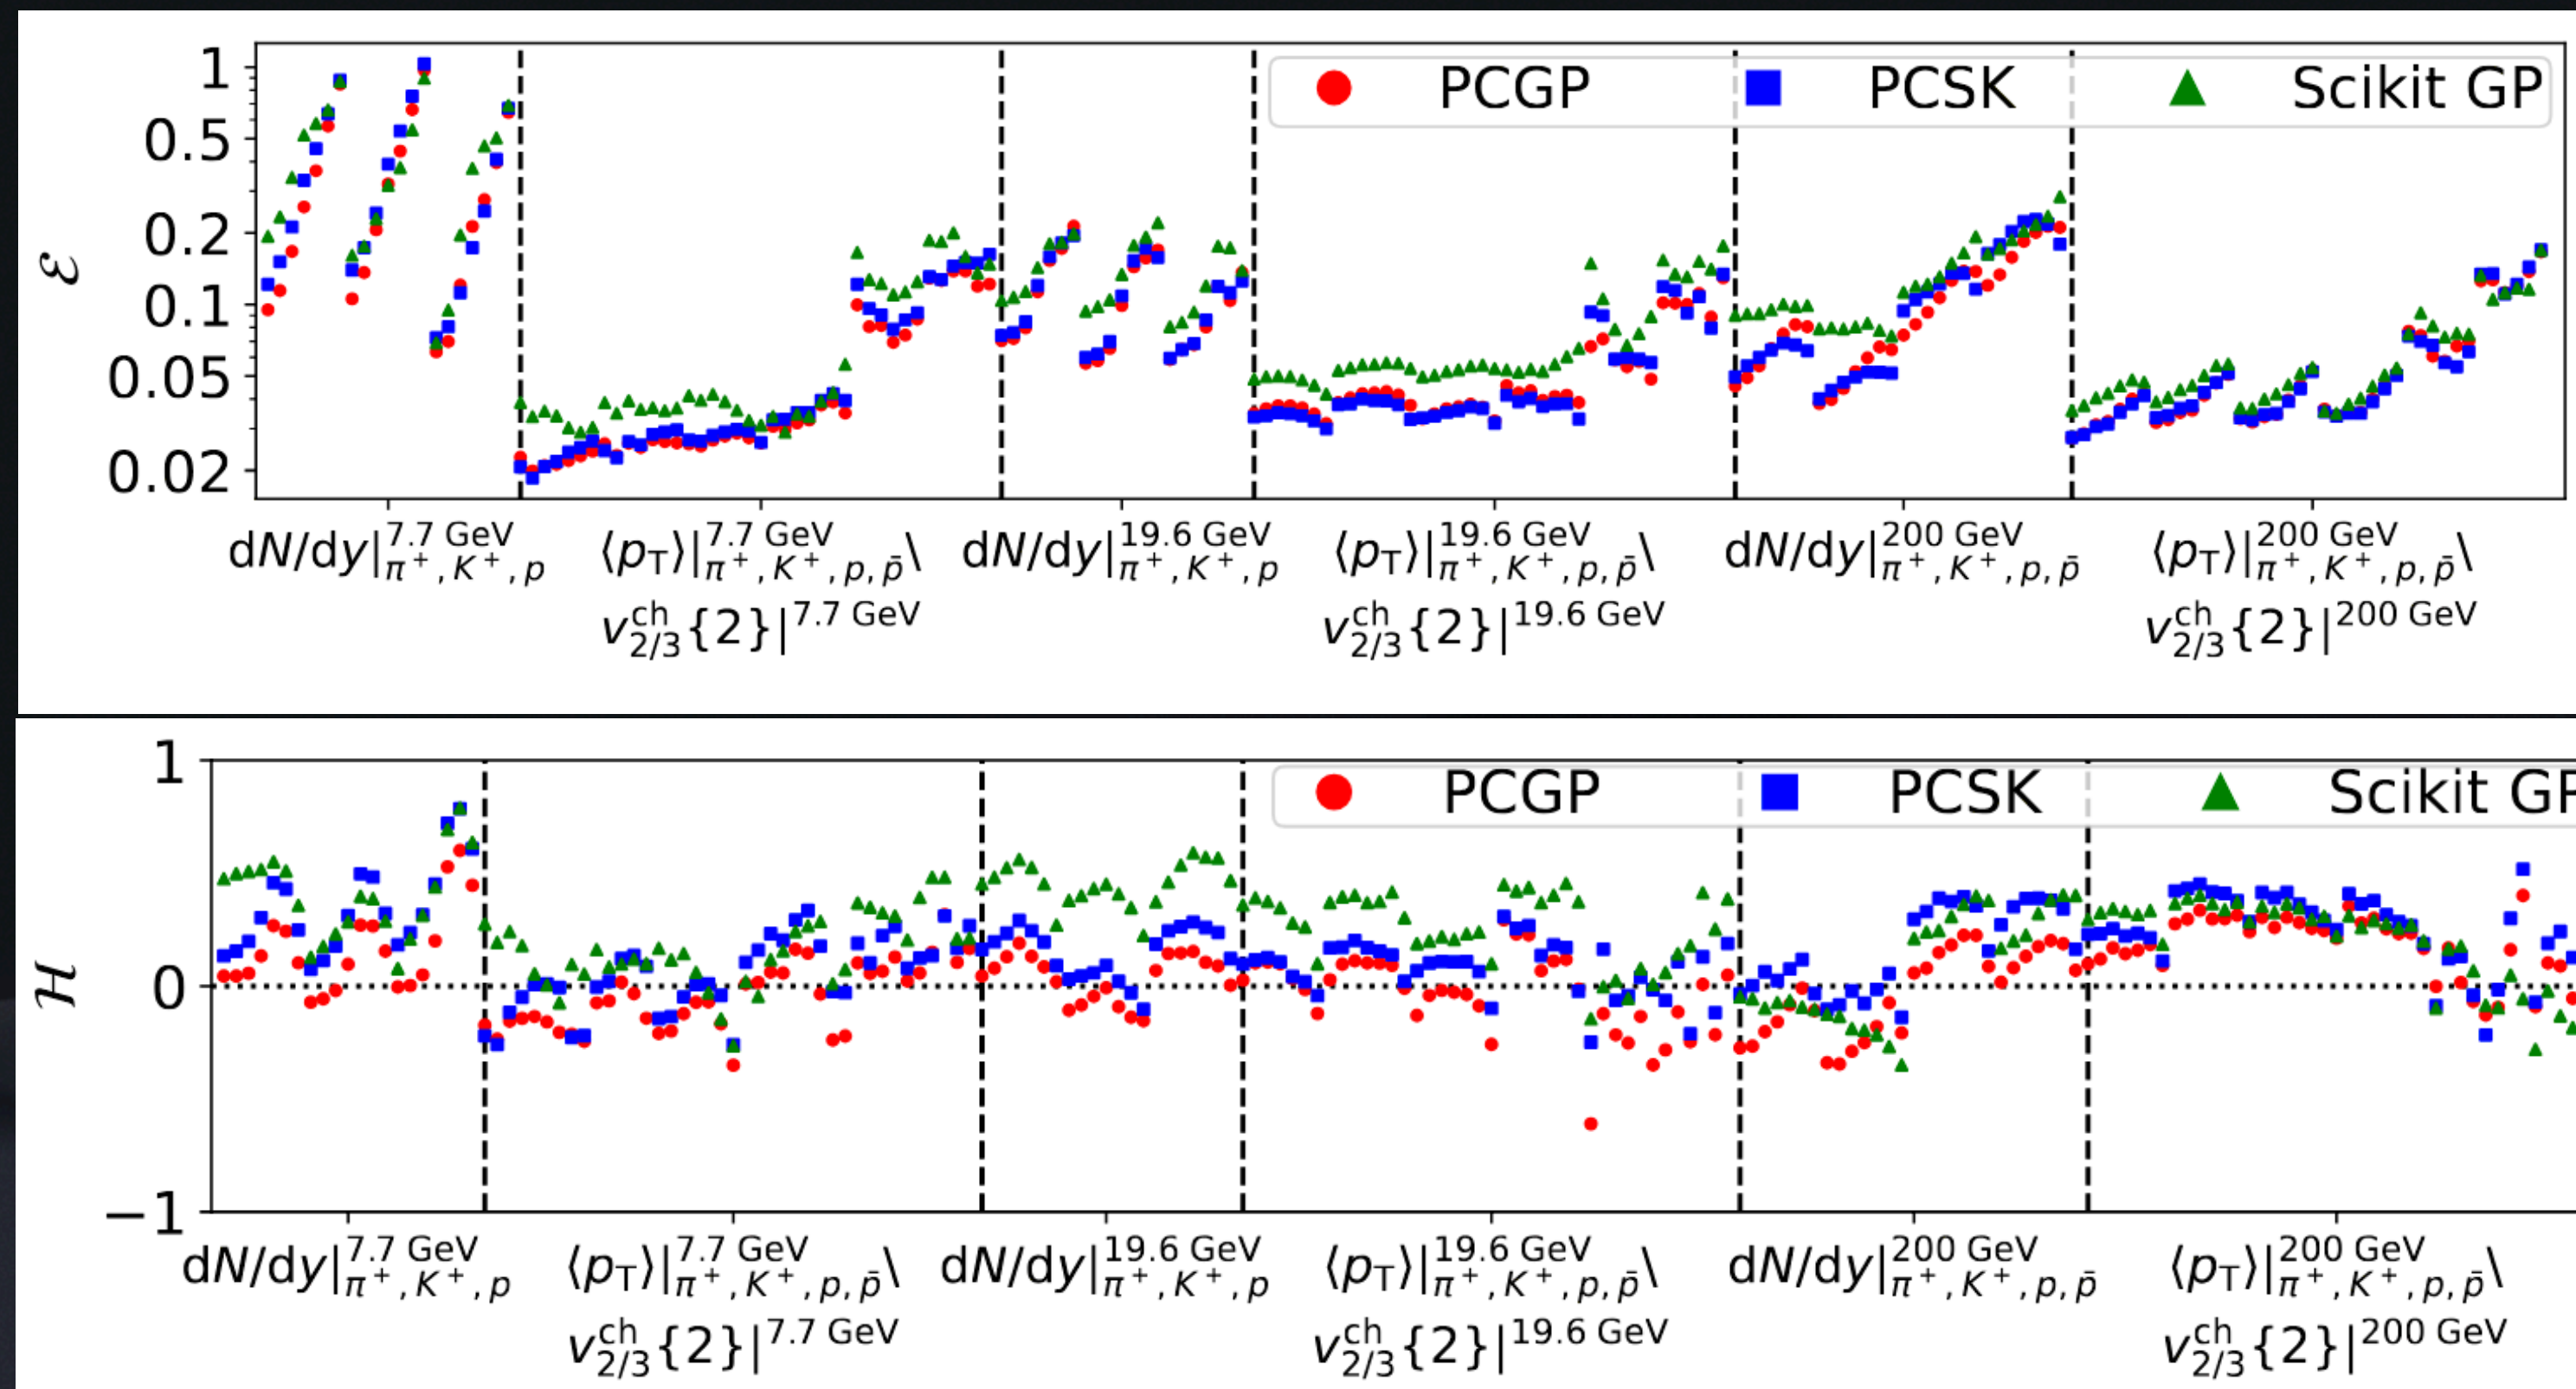 1
0.5
0.2
0.1
0.05
0.02
ℰ
PCGP PCSK Scikit GP
dN/dy|^{7.7 GeV}_{π⁺, K⁺, p} ⟨p_T⟩|^{7.7 GeV}_{π⁺, K⁺, p, p̄}\ dN/dy|^{19.6 GeV}_{π⁺, K⁺, p} ⟨p_T⟩|^{19.6 GeV}_{π⁺, K⁺, p, p̄}\ dN/dy|^{200 GeV}_{π⁺, K⁺, p, p̄} ⟨p_T⟩|^{200 GeV}_{π⁺, K⁺, p, p̄}\
v^{ch}_{2/3}{2}|^{7.7 GeV} v^{ch}_{2/3}{2}|^{19.6 GeV} v^{ch}_{2/3}{2}|^{200 GeV}
1
0
−1
ℋ
PCGP PCSK Scikit GP
dN/dy|^{7.7 GeV}_{π⁺, K⁺, p} ⟨p_T⟩|^{7.7 GeV}_{π⁺, K⁺, p, p̄}\ dN/dy|^{19.6 GeV}_{π⁺, K⁺, p} ⟨p_T⟩|^{19.6 GeV}_{π⁺, K⁺, p, p̄}\ dN/dy|^{200 GeV}_{π⁺, K⁺, p, p̄} ⟨p_T⟩|^{200 GeV}_{π⁺, K⁺, p, p̄}\
v^{ch}_{2/3}{2}|^{7.7 GeV} v^{ch}_{2/3}{2}|^{19.6 GeV} v^{ch}_{2/3}{2}|^{200 GeV}